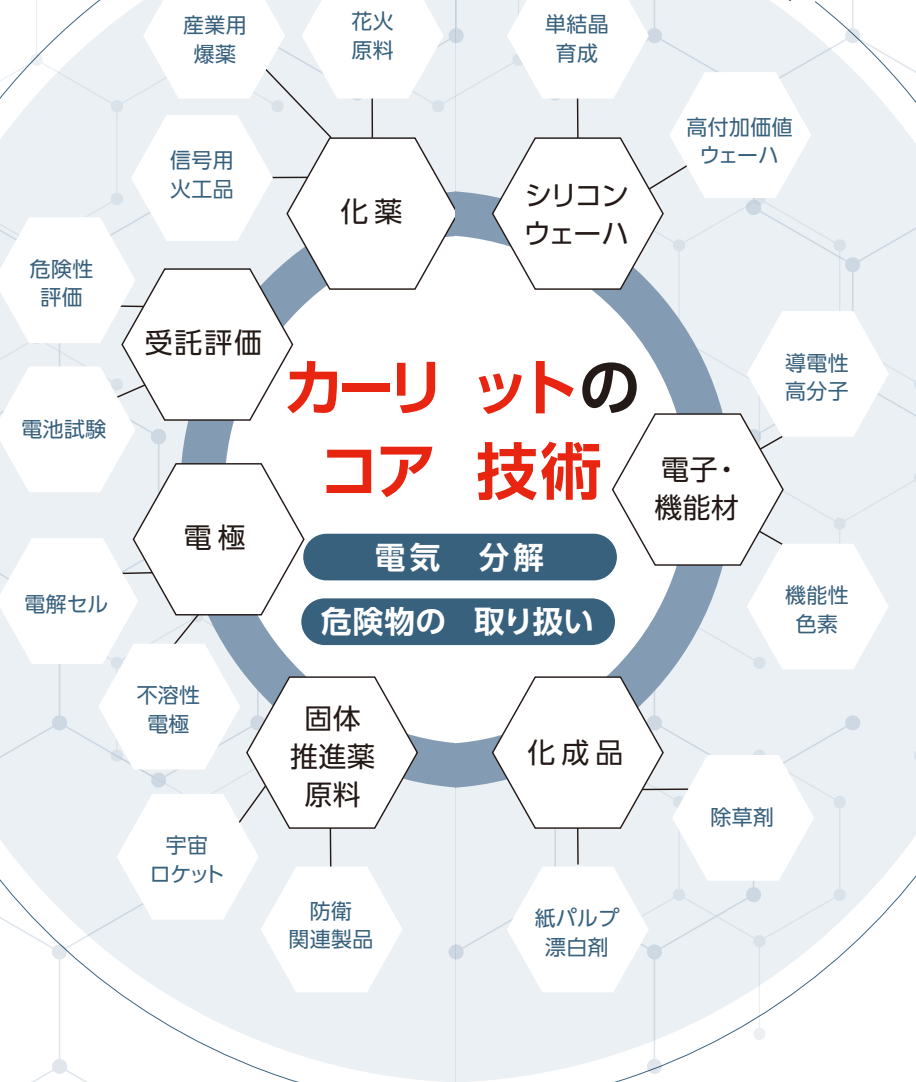 産業用
爆薬
花火
原料
単結晶
育成
高付加価値
ウェーハ
信号用
火工品
化薬
シリコン
ウェーハ
危険性
評価
受託評価
電池試験
カーリットの
コア技術
電気分解
危険物の取り扱い
導電性
高分子
電子・
機能材
機能性
色素
電極
電解セル
不溶性
電極
固体
推進薬
原料
化成品
除草剤
宇宙
ロケット
防衛
関連製品
紙パルプ
漂白剤